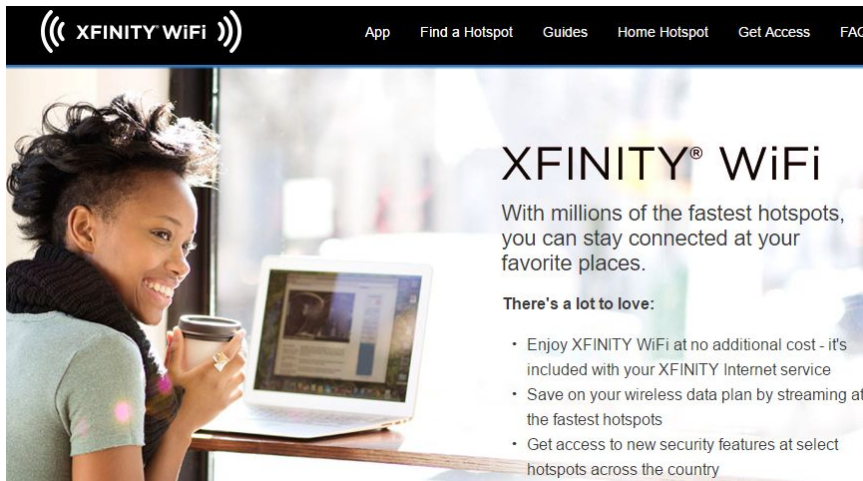 XFINITY WiFi
App Find a Hotspot Guides Home Hotspot Get Access FAQ
XFINITY® WiFi
With millions of the fastest hotspots,
you can stay connected at your
favorite places.
There's a lot to love:
• Enjoy XFINITY WiFi at no additional cost - it's
included with your XFINITY Internet service
• Save on your wireless data plan by streaming at
the fastest hotspots
• Get access to new security features at select
hotspots across the country